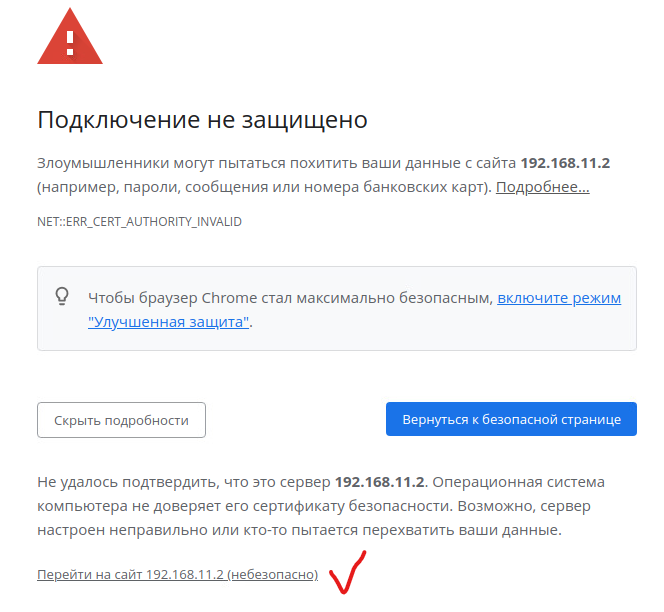 Подключение не защищено
Злоумышленники могут пытаться похитить ваши данные с сайта 192.168.11.2
(например, пароли, сообщения или номера банковских карт). Подробнее...
NET::ERR_CERT_AUTHORITY_INVALID
Чтобы браузер Chrome стал максимально безопасным, включите режим
"Улучшенная защита".
Скрыть подробности
Вернуться к безопасной странице
Не удалось подтвердить, что это сервер 192.168.11.2. Операционная система
компьютера не доверяет его сертификату безопасности. Возможно, сервер
настроен неправильно или кто-то пытается перехватить ваши данные.
Перейти на сайт 192.168.11.2 (небезопасно)